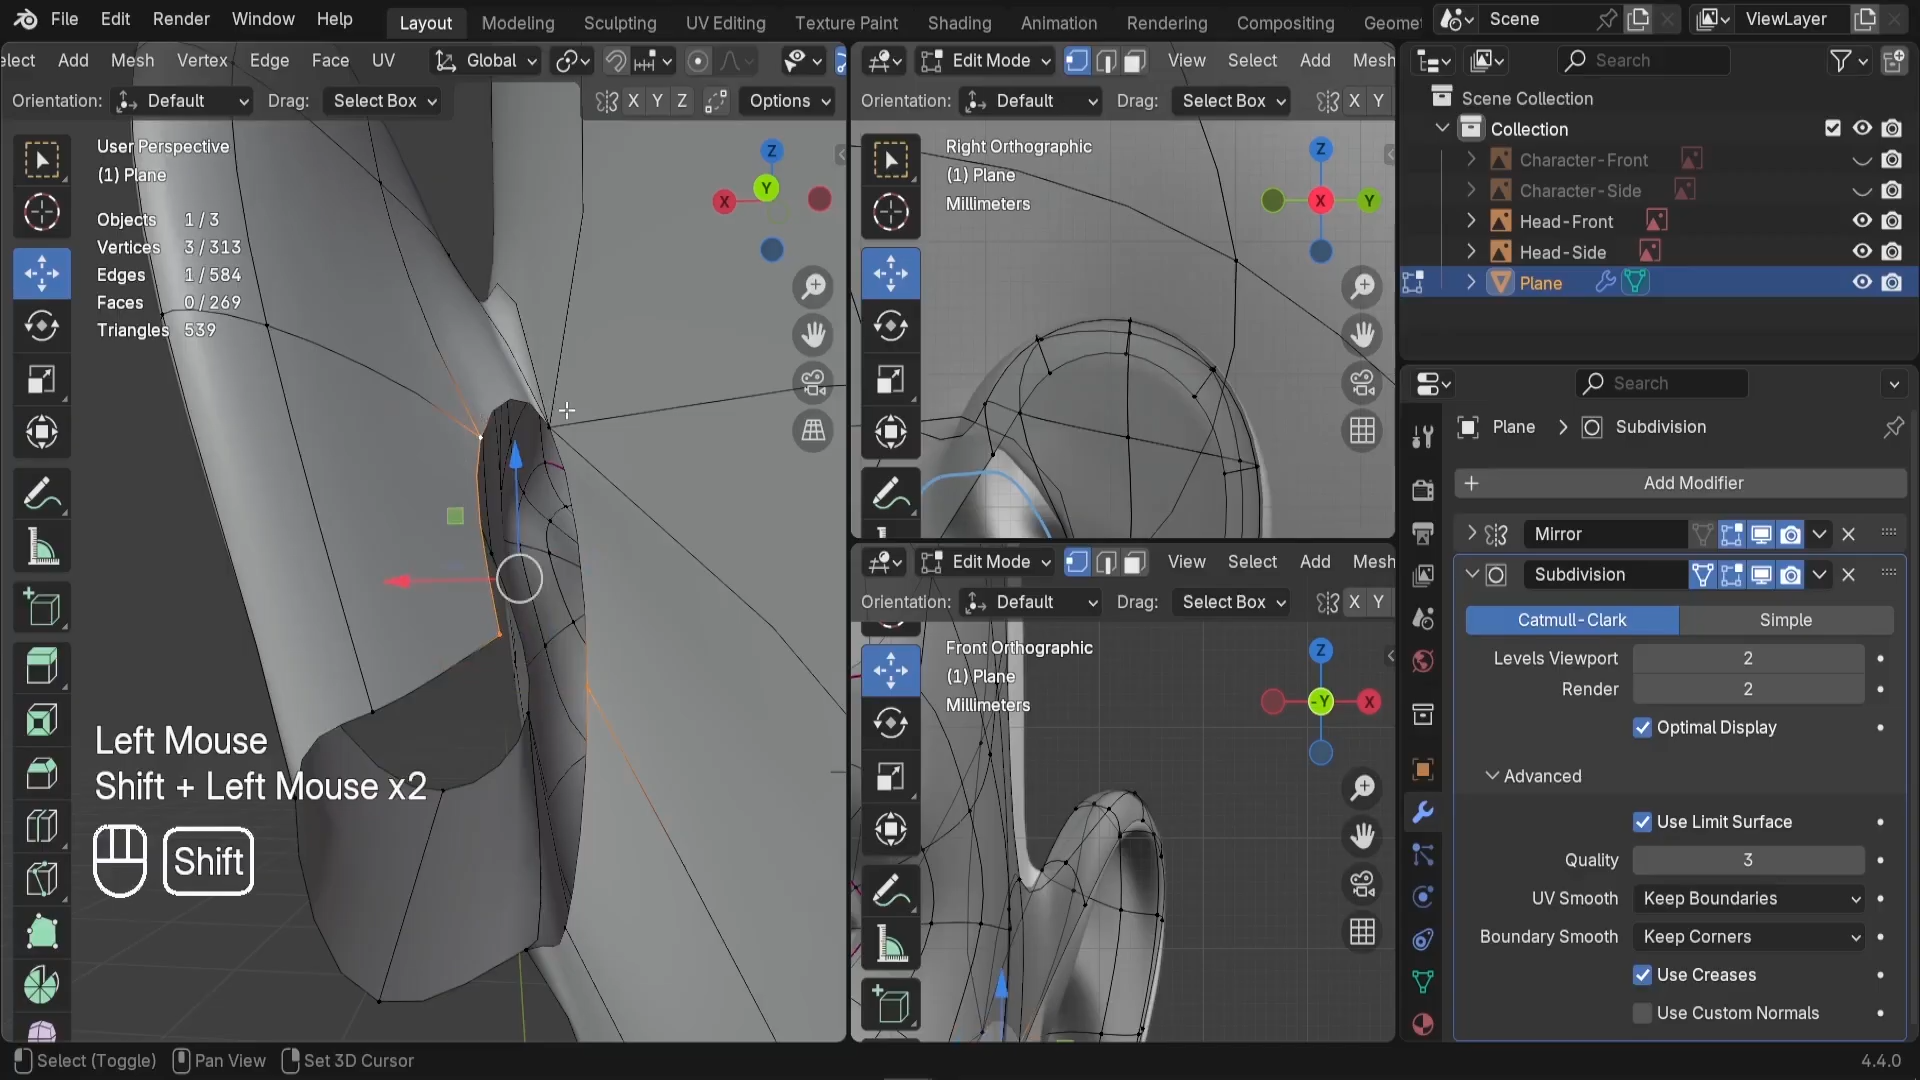 File Edit Render Window Help Layout Modeling Sculpting UV Editing Texture Paint Shading Animation Rendering Compositing Geome Scene ViewLayer
elect Add Mesh Vertex Edge Face UV Global
Orientation: Default Drag: Select Box X Y Z Options
User Perspective
(1) Plane
Objects 1 / 3
Vertices 3 / 313
Edges 1 / 584
Faces 0 / 269
Triangles 539
Z
Y
X
Left Mouse
Shift + Left Mouse x2
Shift
Edit Mode View Select Add Mesh
Orientation: Default Drag: Select Box X Y
Right Orthographic
(1) Plane
Millimeters
Z
X
Y
Edit Mode View Select Add Mesh
Orientation: Default Drag: Select Box X Y
Front Orthographic
(1) Plane
Millimeters
Z
-Y
X
Search
Scene Collection
Collection
Character-Front
Character-Side
Head-Front
Head-Side
Plane
Search
Plane > Subdivision
+ Add Modifier
Mirror
Subdivision
Catmull-Clark Simple
Levels Viewport 2
Render 2
Optimal Display
Advanced
Use Limit Surface
Quality 3
UV Smooth Keep Boundaries
Boundary Smooth Keep Corners
Use Creases
Use Custom Normals
Select (Toggle) Pan View Set 3D Cursor 4.4.0